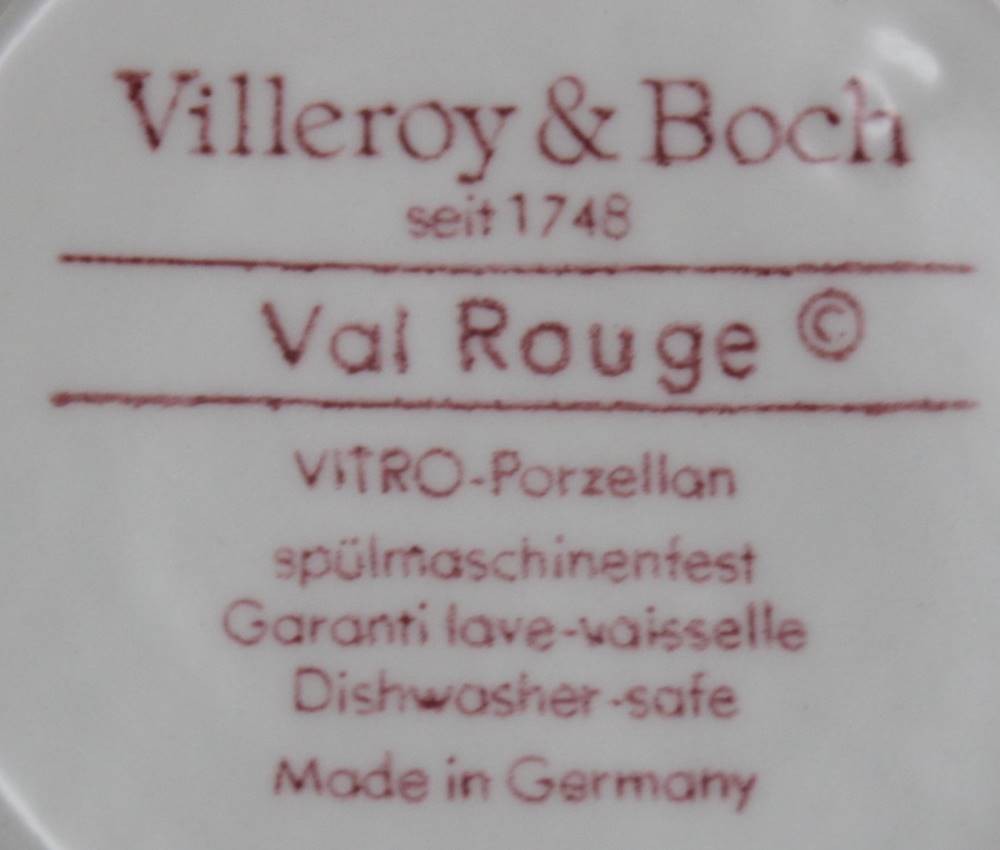 Villeroy & Boch
seit 1748
Val Rouge ©
VITRO-Porzellan
spülmaschinenfest
Garanti lave-vaisselle
Dishwasher-safe
Made in Germany